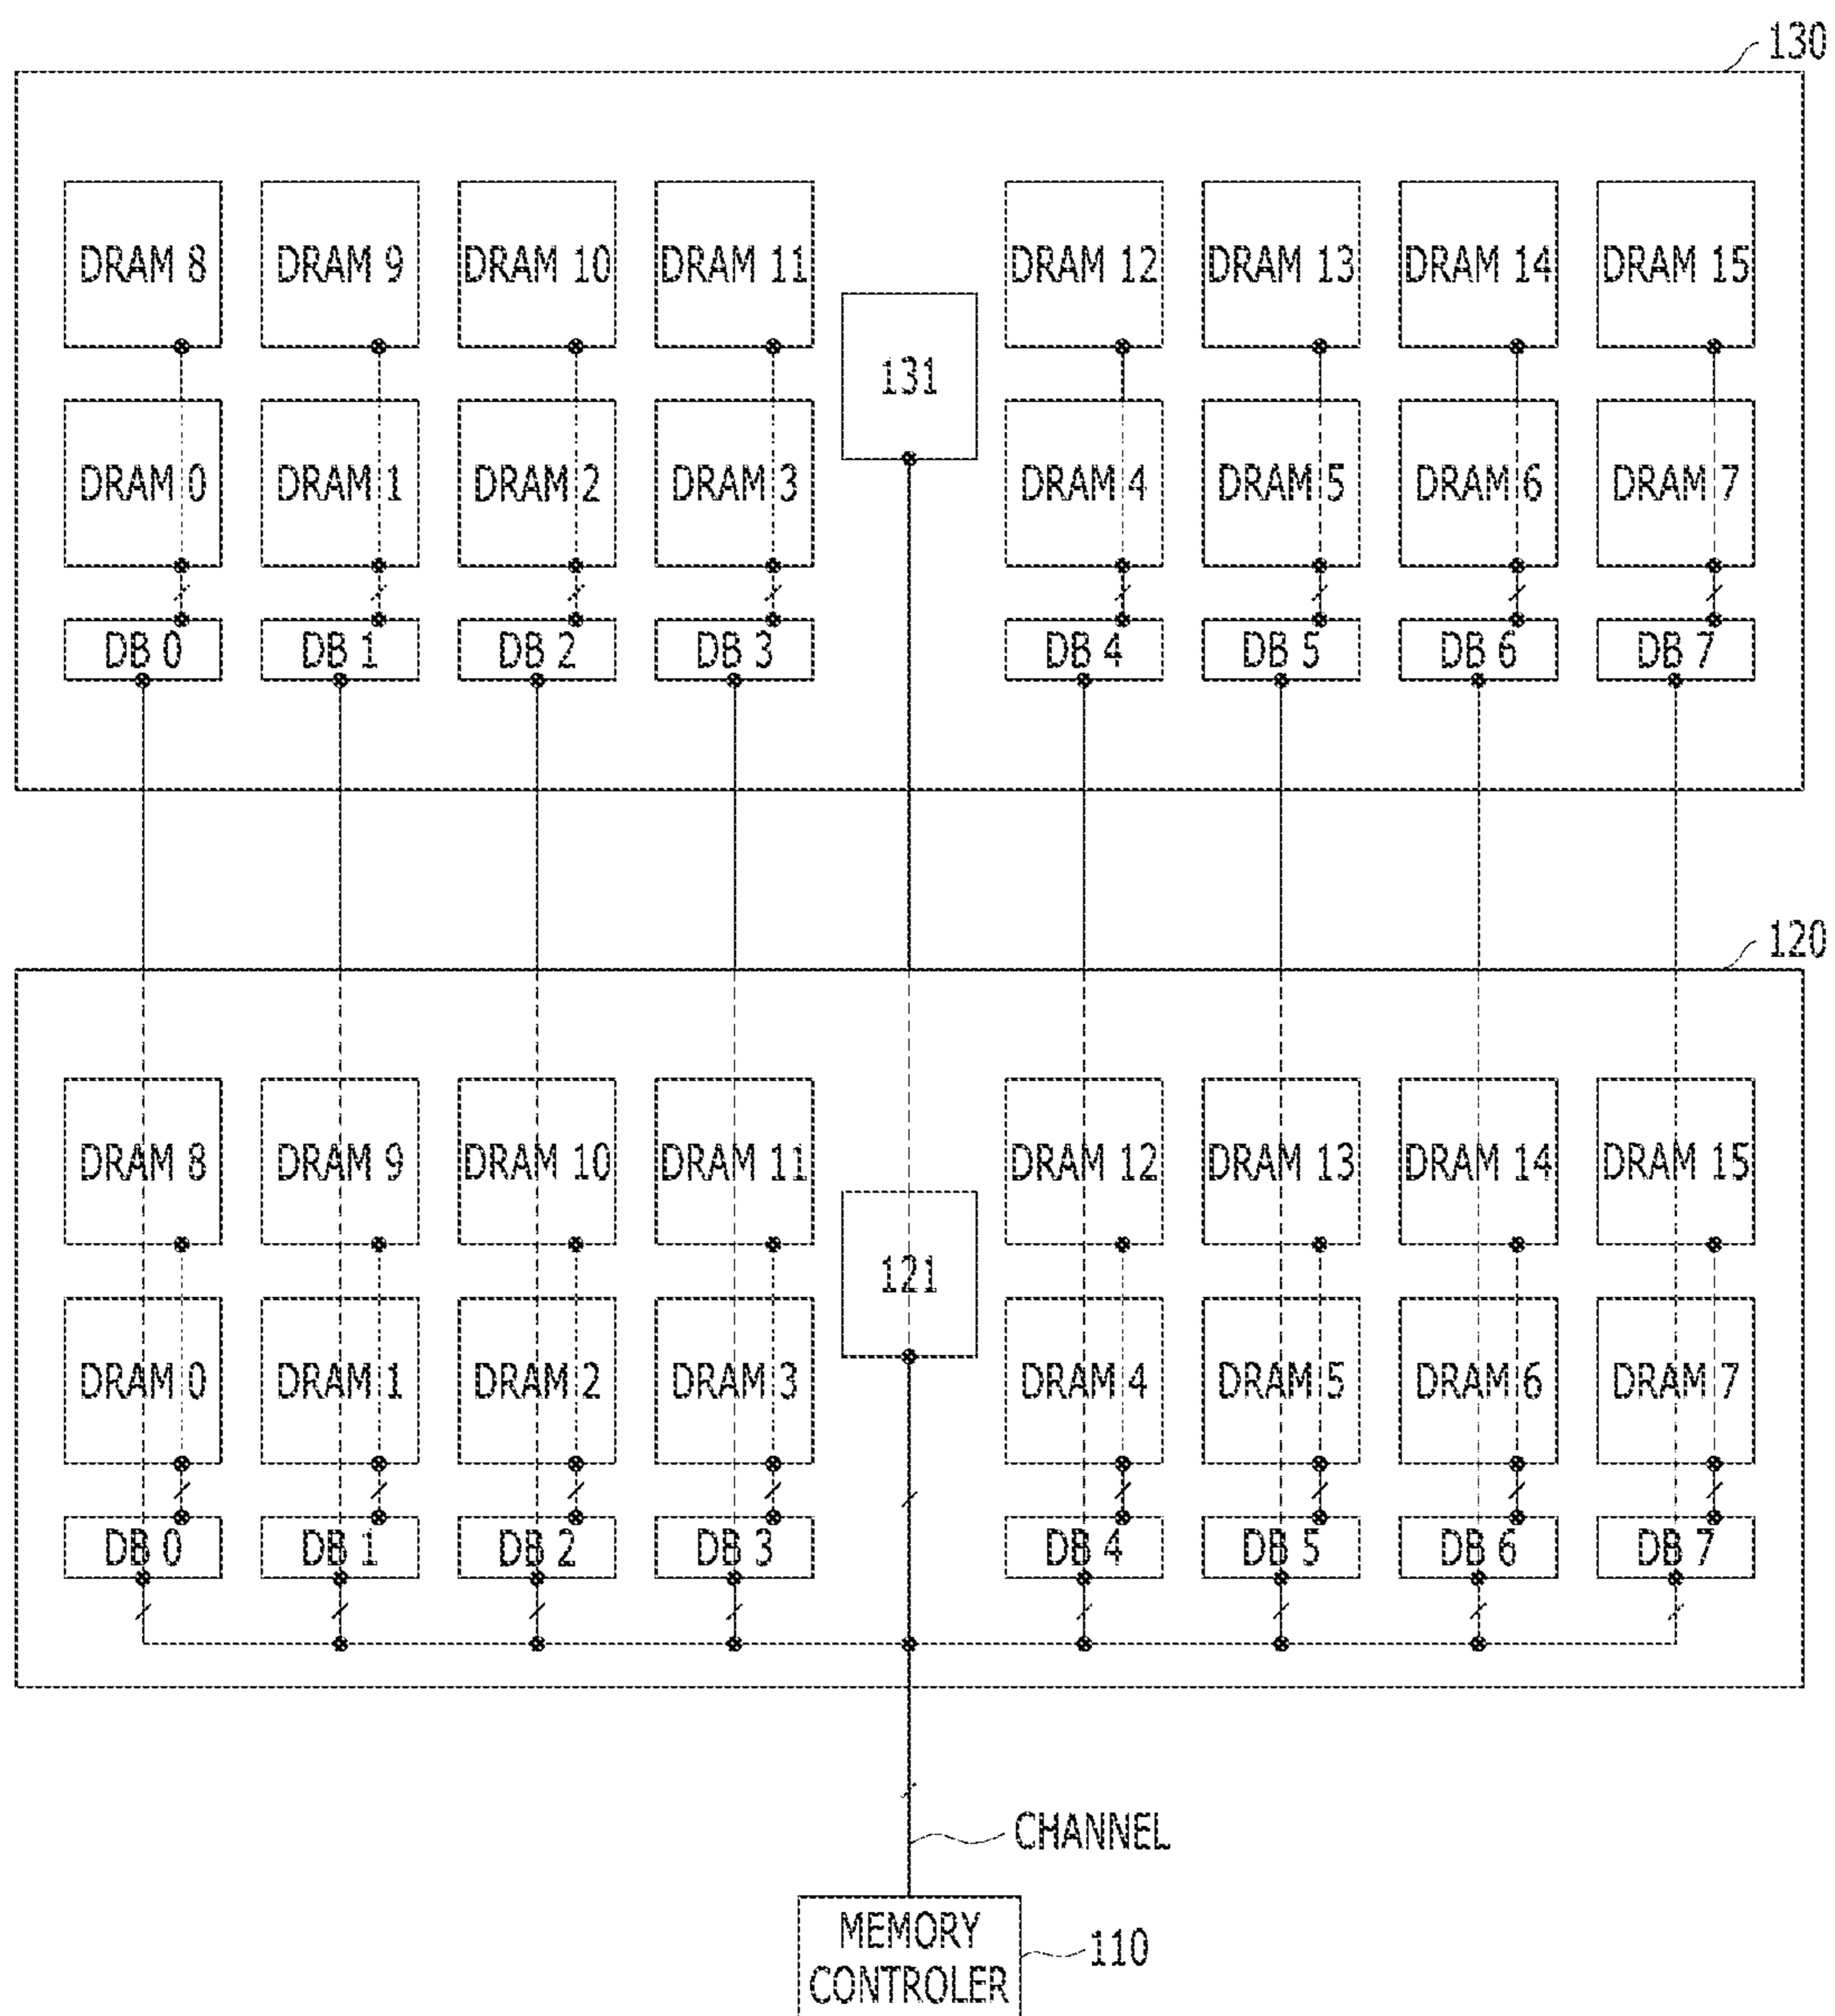 130
DRAM 8 DRAM 9 DRAM 10 DRAM 11 DRAM 12 DRAM 13 DRAM 14 DRAM 15
131
DRAM 0 DRAM 1 DRAM 2 DRAM 3 DRAM 4 DRAM 5 DRAM 6 DRAM 7
DB 0 DB 1 DB 2 DB 3 DB 4 DB 5 DB 6 DB 7
120
DRAM 8 DRAM 9 DRAM 10 DRAM 11 DRAM 12 DRAM 13 DRAM 14 DRAM 15
121
DRAM 0 DRAM 1 DRAM 2 DRAM 3 DRAM 4 DRAM 5 DRAM 6 DRAM 7
DB 0 DB 1 DB 2 DB 3 DB 4 DB 5 DB 6 DB 7
CHANNEL
MEMORY
CONTROLER
110